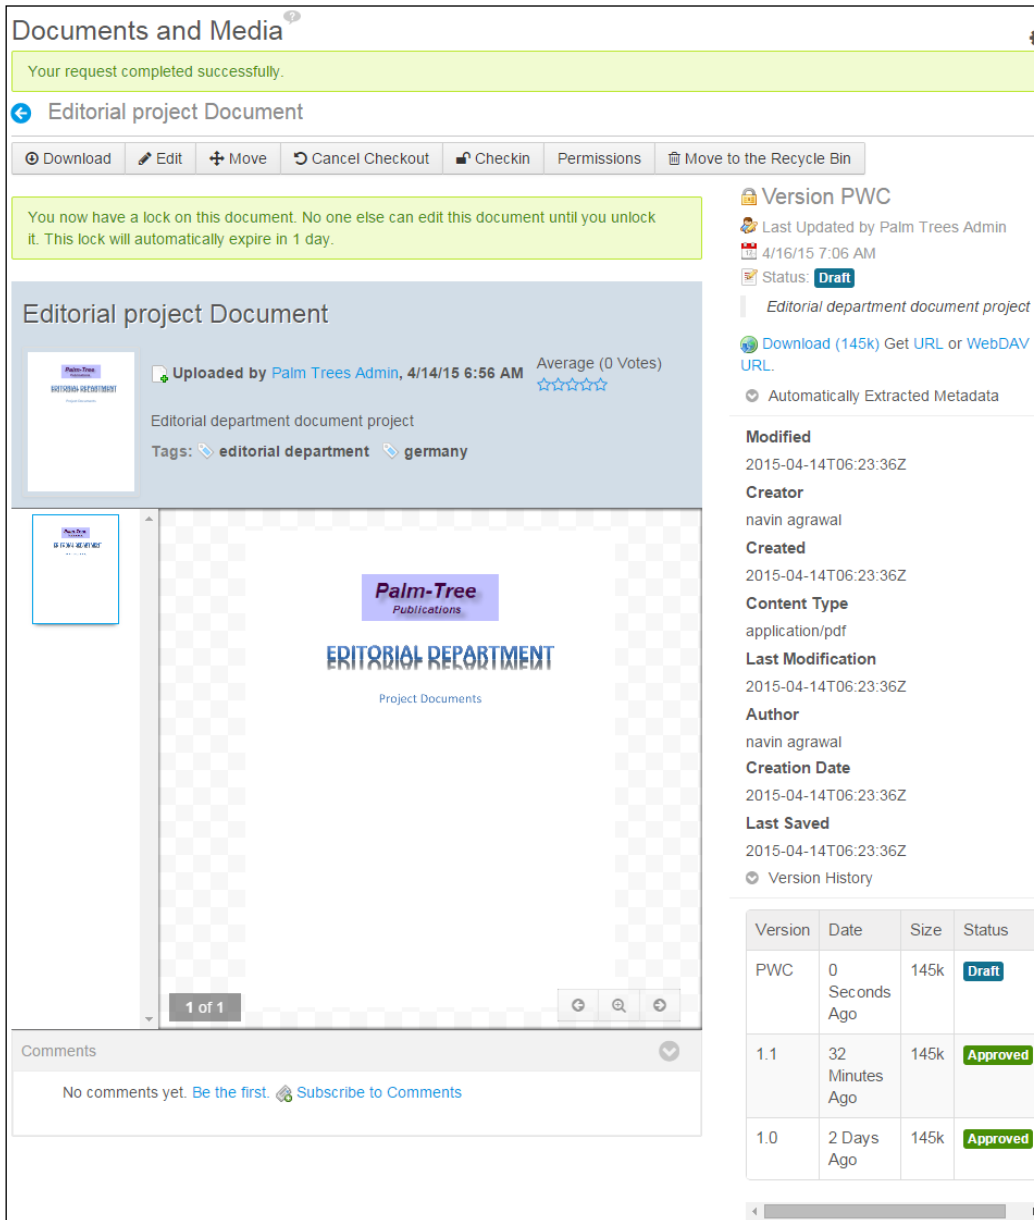 Documents and Media
Your request completed successfully.
Editorial project Document
Download Edit Move Cancel Checkout Checkin Permissions Move to the Recycle Bin
You now have a lock on this document. No one else can edit this document until you unlock
it. This lock will automatically expire in 1 day.
Editorial project Document
Palm-Tree
Publications
EDITORIAL DEPARTMENT
Project Documents
Uploaded by Palm Trees Admin, 4/14/15 6:56 AM
Average (0 Votes)
Editorial department document project
Tags: editorial department germany
Palm-Tree
Publications
EDITORIAL DEPARTMENT
Project Documents
1 of 1
Comments
No comments yet. Be the first. Subscribe to Comments
Version PWC
Last Updated by Palm Trees Admin
4/16/15 7:06 AM
Status: Draft
Editorial department document project
Download (145k) Get URL or WebDAV
URL.
Automatically Extracted Metadata
Modified
2015-04-14T06:23:36Z
Creator
navin agrawal
Created
2015-04-14T06:23:36Z
Content Type
application/pdf
Last Modification
2015-04-14T06:23:36Z
Author
navin agrawal
Creation Date
2015-04-14T06:23:36Z
Last Saved
2015-04-14T06:23:36Z
Version History
Version Date Size Status
PWC 0 Seconds Ago 145k Draft
1.1 32 Minutes Ago 145k Approved
1.0 2 Days Ago 145k Approved